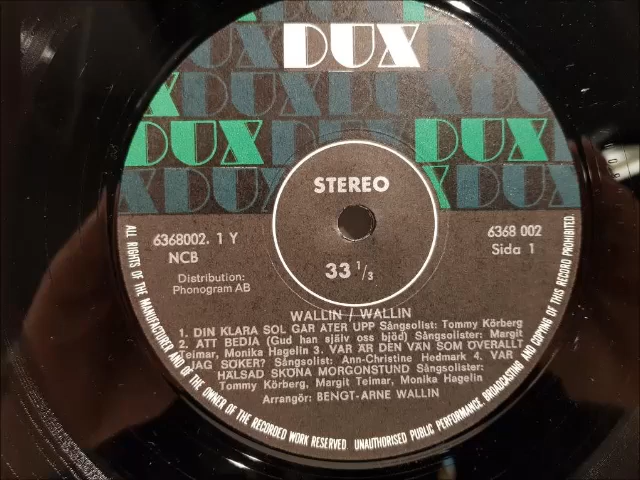 DUX
DUX DUX
STEREO
6368002. 1 Y
NCB
Distribution:
Phonogram AB
33 1/3
6368 002
Sida 1
WALLIN / WALLIN
1. DIN KLARA SOL GÅR ÅTER UPP Sångsolist: Tommy Körberg
2. ATT BEDIA (Gud han själv oss bjöd) Sångsolister: Margit
Teimar, Monika Hagelin 3. VAR ÄR DEN VÄN SOM ÖVERALLT
JAG SÖKER? Sångsolist: Ann-Christine Hedmark 4. VAR
HÄLSAD SKÖNA MORGONSTUND Sångsolister:
Tommy Körberg, Margit Teimar, Monika Hagelin
Arrangör: BENGT-ARNE WALLIN
ALL RIGHTS OF THE MANUFACTURER AND OF THE OWNER OF THE RECORDED WORK RESERVED. UNAUTHORISED PUBLIC PERFORMANCE BROADCASTING AND COPYING OF THIS RECORD PROHIBITED.